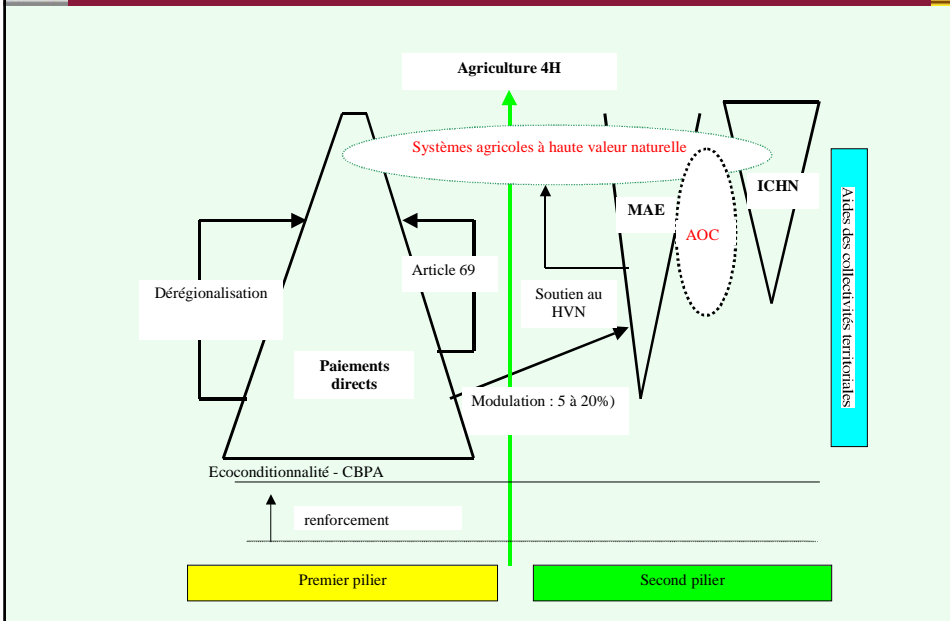 Agriculture 4H
Systèmes agricoles à haute valeur naturelle
ICHN
MAE
AOC
Aides des collectivités territoriales
Article 69
Dérégionalisation
Soutien au
HVN
Paiements
directs
Modulation : 5 à 20%)
Ecoconditionnalité - CBPA
renforcement
Premier pilier
Second pilier